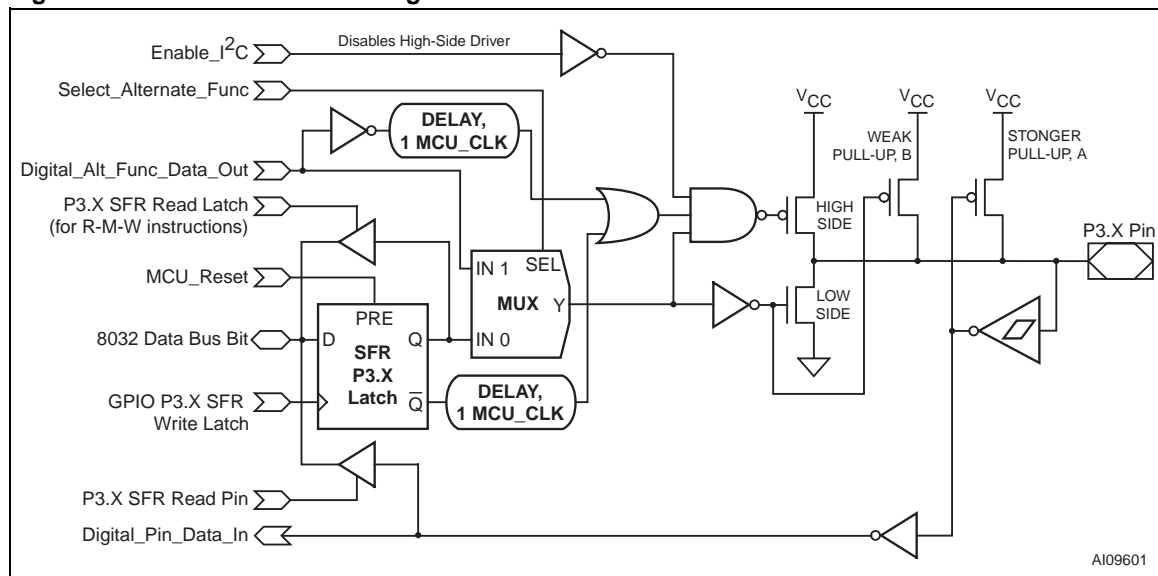 Enable_I2C
Disables High-Side Driver
Select_Alternate_Func
DELAY,
1 MCU_CLK
Digital_Alt_Func_Data_Out
P3.X SFR Read Latch
(for R-M-W instructions)
MCU_Reset
8032 Data Bus Bit
GPIO P3.X SFR
Write Latch
P3.X SFR Read Pin
Digital_Pin_Data_In
PRE
D
Q
SFR
P3.X
Latch
Q
IN 1
SEL
MUX
Y
IN 0
DELAY,
1 MCU_CLK
VCC
VCC
VCC
WEAK
PULL-UP, B
STONGER
PULL-UP, A
HIGH
SIDE
LOW
SIDE
P3.X Pin
AI09601